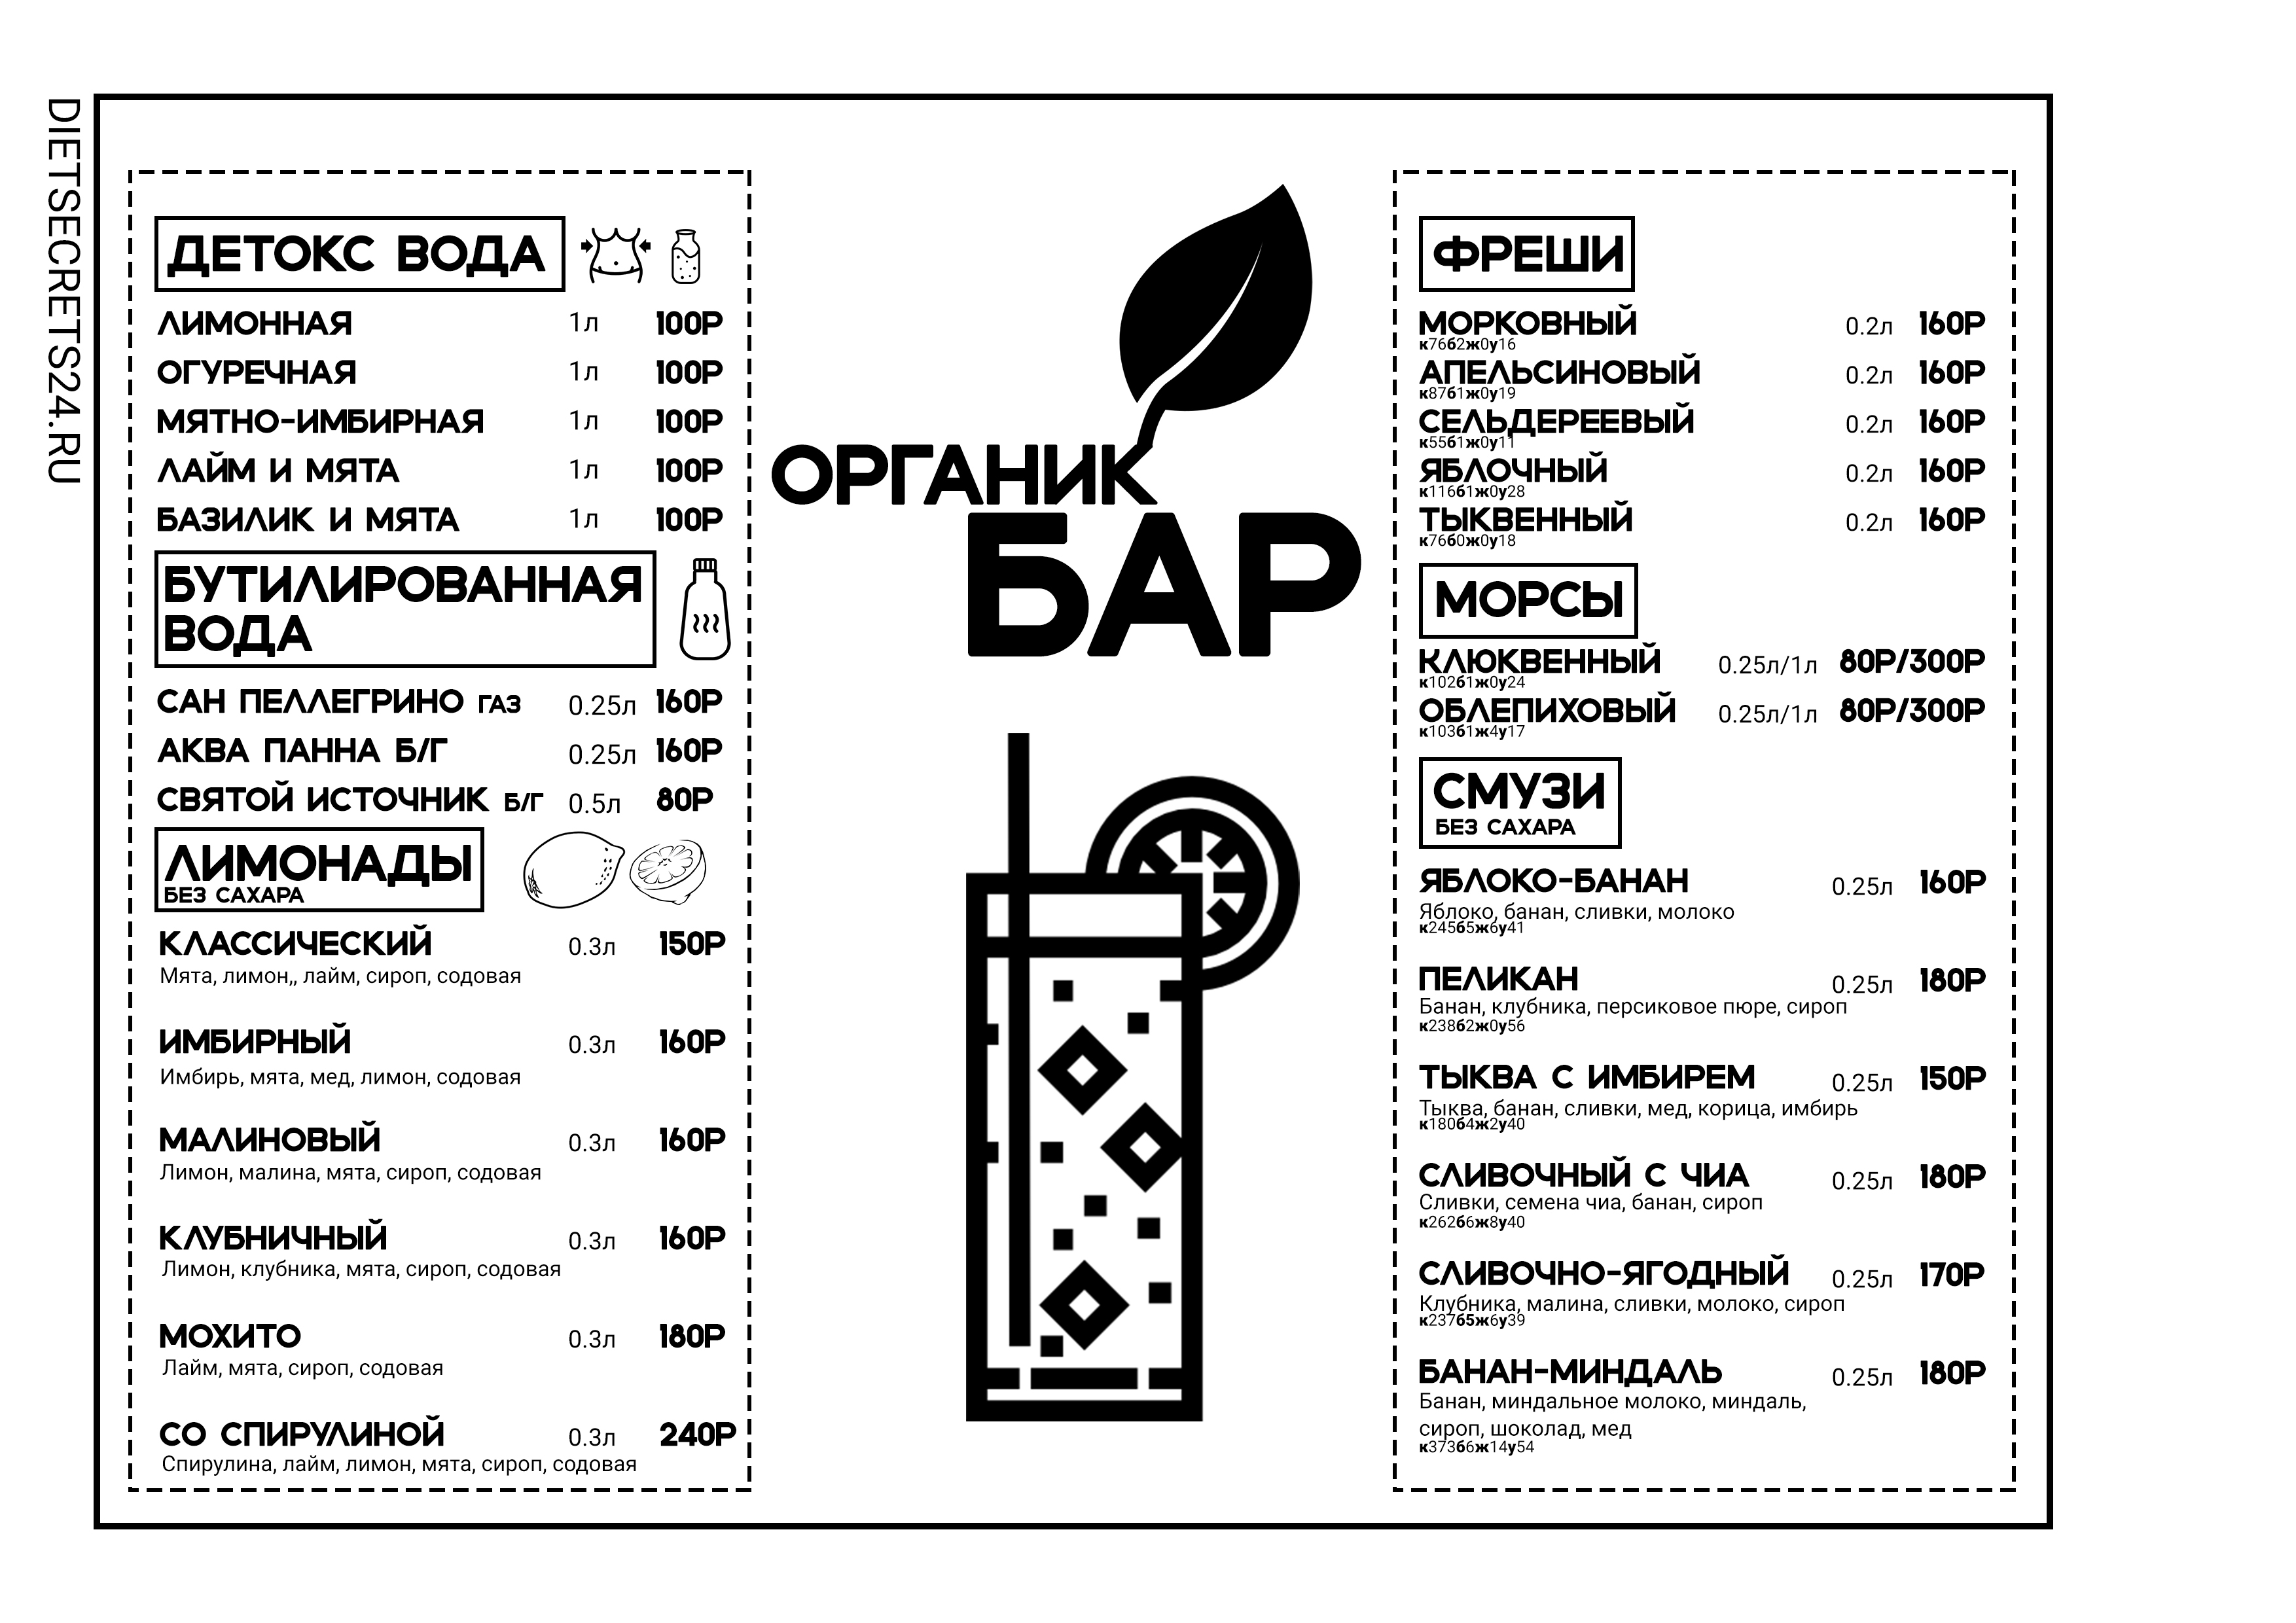 DIETSECRETS24.RU
ДЕТОКС ВОДА
ЛИМОННАЯ 1л 100Р
ОГУРЕЧНАЯ 1л 100Р
МЯТНО-ИМБИРНАЯ 1л 100Р
ЛАЙМ И МЯТА 1л 100Р
БАЗИЛИК И МЯТА 1л 100Р
БУТИЛИРОВАННАЯ
ВОДА
САН ПЕЛЛЕГРИНО ГАЗ 0.25л 160Р
АКВА ПАННА Б/Г 0.25л 160Р
СВЯТОЙ ИСТОЧНИК Б/Г 0.5л 80Р
ЛИМОНАДЫ
БЕЗ САХАРА
КЛАССИЧЕСКИЙ 0.3л 150Р
Мята, лимон,, лайм, сироп, содовая
ИМБИРНЫЙ 0.3л 160Р
Имбирь, мята, мед, лимон, содовая
МАЛИНОВЫЙ 0.3л 160Р
Лимон, малина, мята, сироп, содовая
КЛУБНИЧНЫЙ 0.3л 160Р
Лимон, клубника, мята, сироп, содовая
МОХИТО 0.3л 180Р
Лайм, мята, сироп, содовая
СО СПИРУЛИНОЙ 0.3л 240Р
Спирулина, лайм, лимон, мята, сироп, содовая
ОРГАНИК
БАР
ФРЕШИ
МОРКОВНЫЙ 0.2л 160Р
к76б2ж0у16
АПЕЛЬСИНОВЫЙ 0.2л 160Р
к87б1ж0у19
СЕЛЬДЕРЕЕВЫЙ 0.2л 160Р
к55б1ж0у11
ЯБЛОЧНЫЙ 0.2л 160Р
к116б1ж0у28
ТЫКВЕННЫЙ 0.2л 160Р
к76б0ж0у18
МОРСЫ
КЛЮКВЕННЫЙ 0.25л/1л 80Р/300Р
к102б1ж0у24
ОБЛЕПИХОВЫЙ 0.25л/1л 80Р/300Р
к103б1ж4у17
СМУЗИ
БЕЗ САХАРА
ЯБЛОКО-БАНАН 0.25л 160Р
Яблоко, банан, сливки, молоко
к245б5ж6у41
ПЕЛИКАН 0.25л 180Р
Банан, клубника, персиковое пюре, сироп
к238б2ж0у56
ТЫКВА С ИМБИРЕМ 0.25л 150Р
Тыква, банан, сливки, мед, корица, имбирь
к180б4ж2у40
СЛИВОЧНЫЙ С ЧИА 0.25л 180Р
Сливки, семена чиа, банан, сироп
к262б6ж8у40
СЛИВОЧНО-ЯГОДНЫЙ 0.25л 170Р
Клубника, малина, сливки, молоко, сироп
к237б5ж6у39
БАНАН-МИНДАЛЬ 0.25л 180Р
Банан, миндальное молоко, миндаль,
сироп, шоколад, мед
к373б6ж14у54